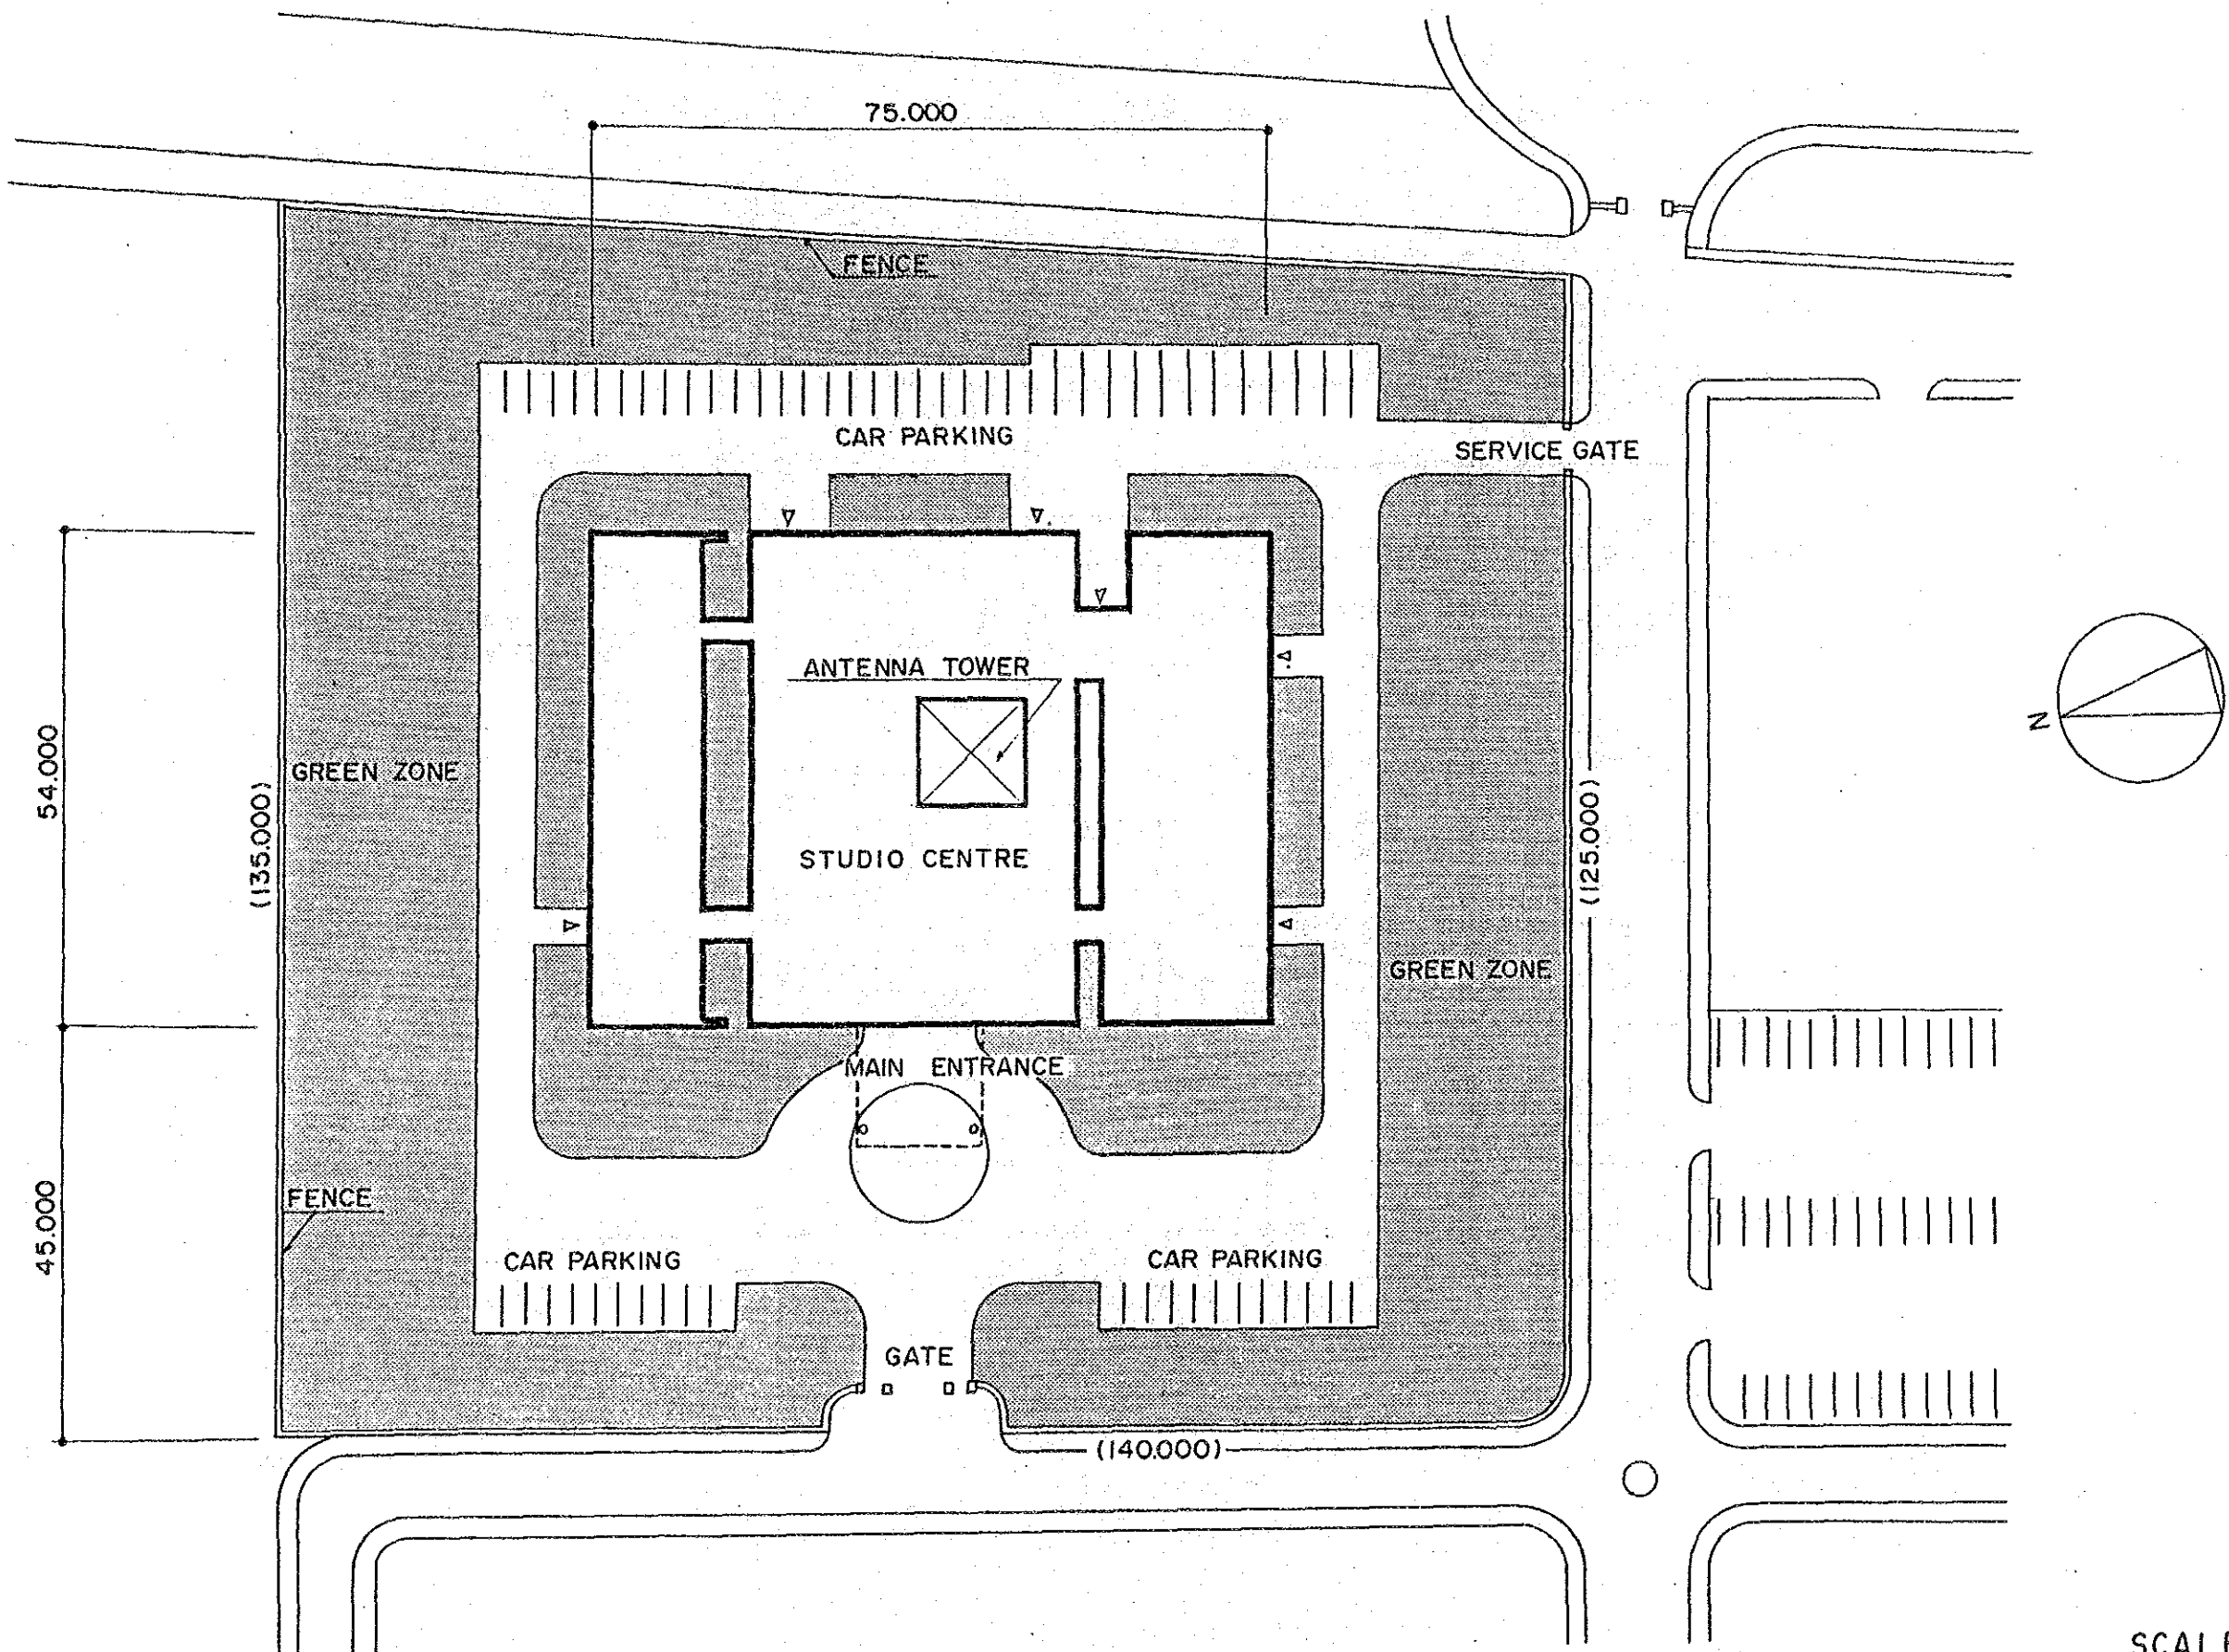 75.000
FENCE
CAR PARKING
SERVICE GATE
ANTENNA TOWER
N
54.000
GREEN ZONE
(135.000)
STUDIO CENTRE
(125.000)
GREEN ZONE
MAIN ENTRANCE
45.000
FENCE
CAR PARKING
CAR PARKING
GATE
(140.000)